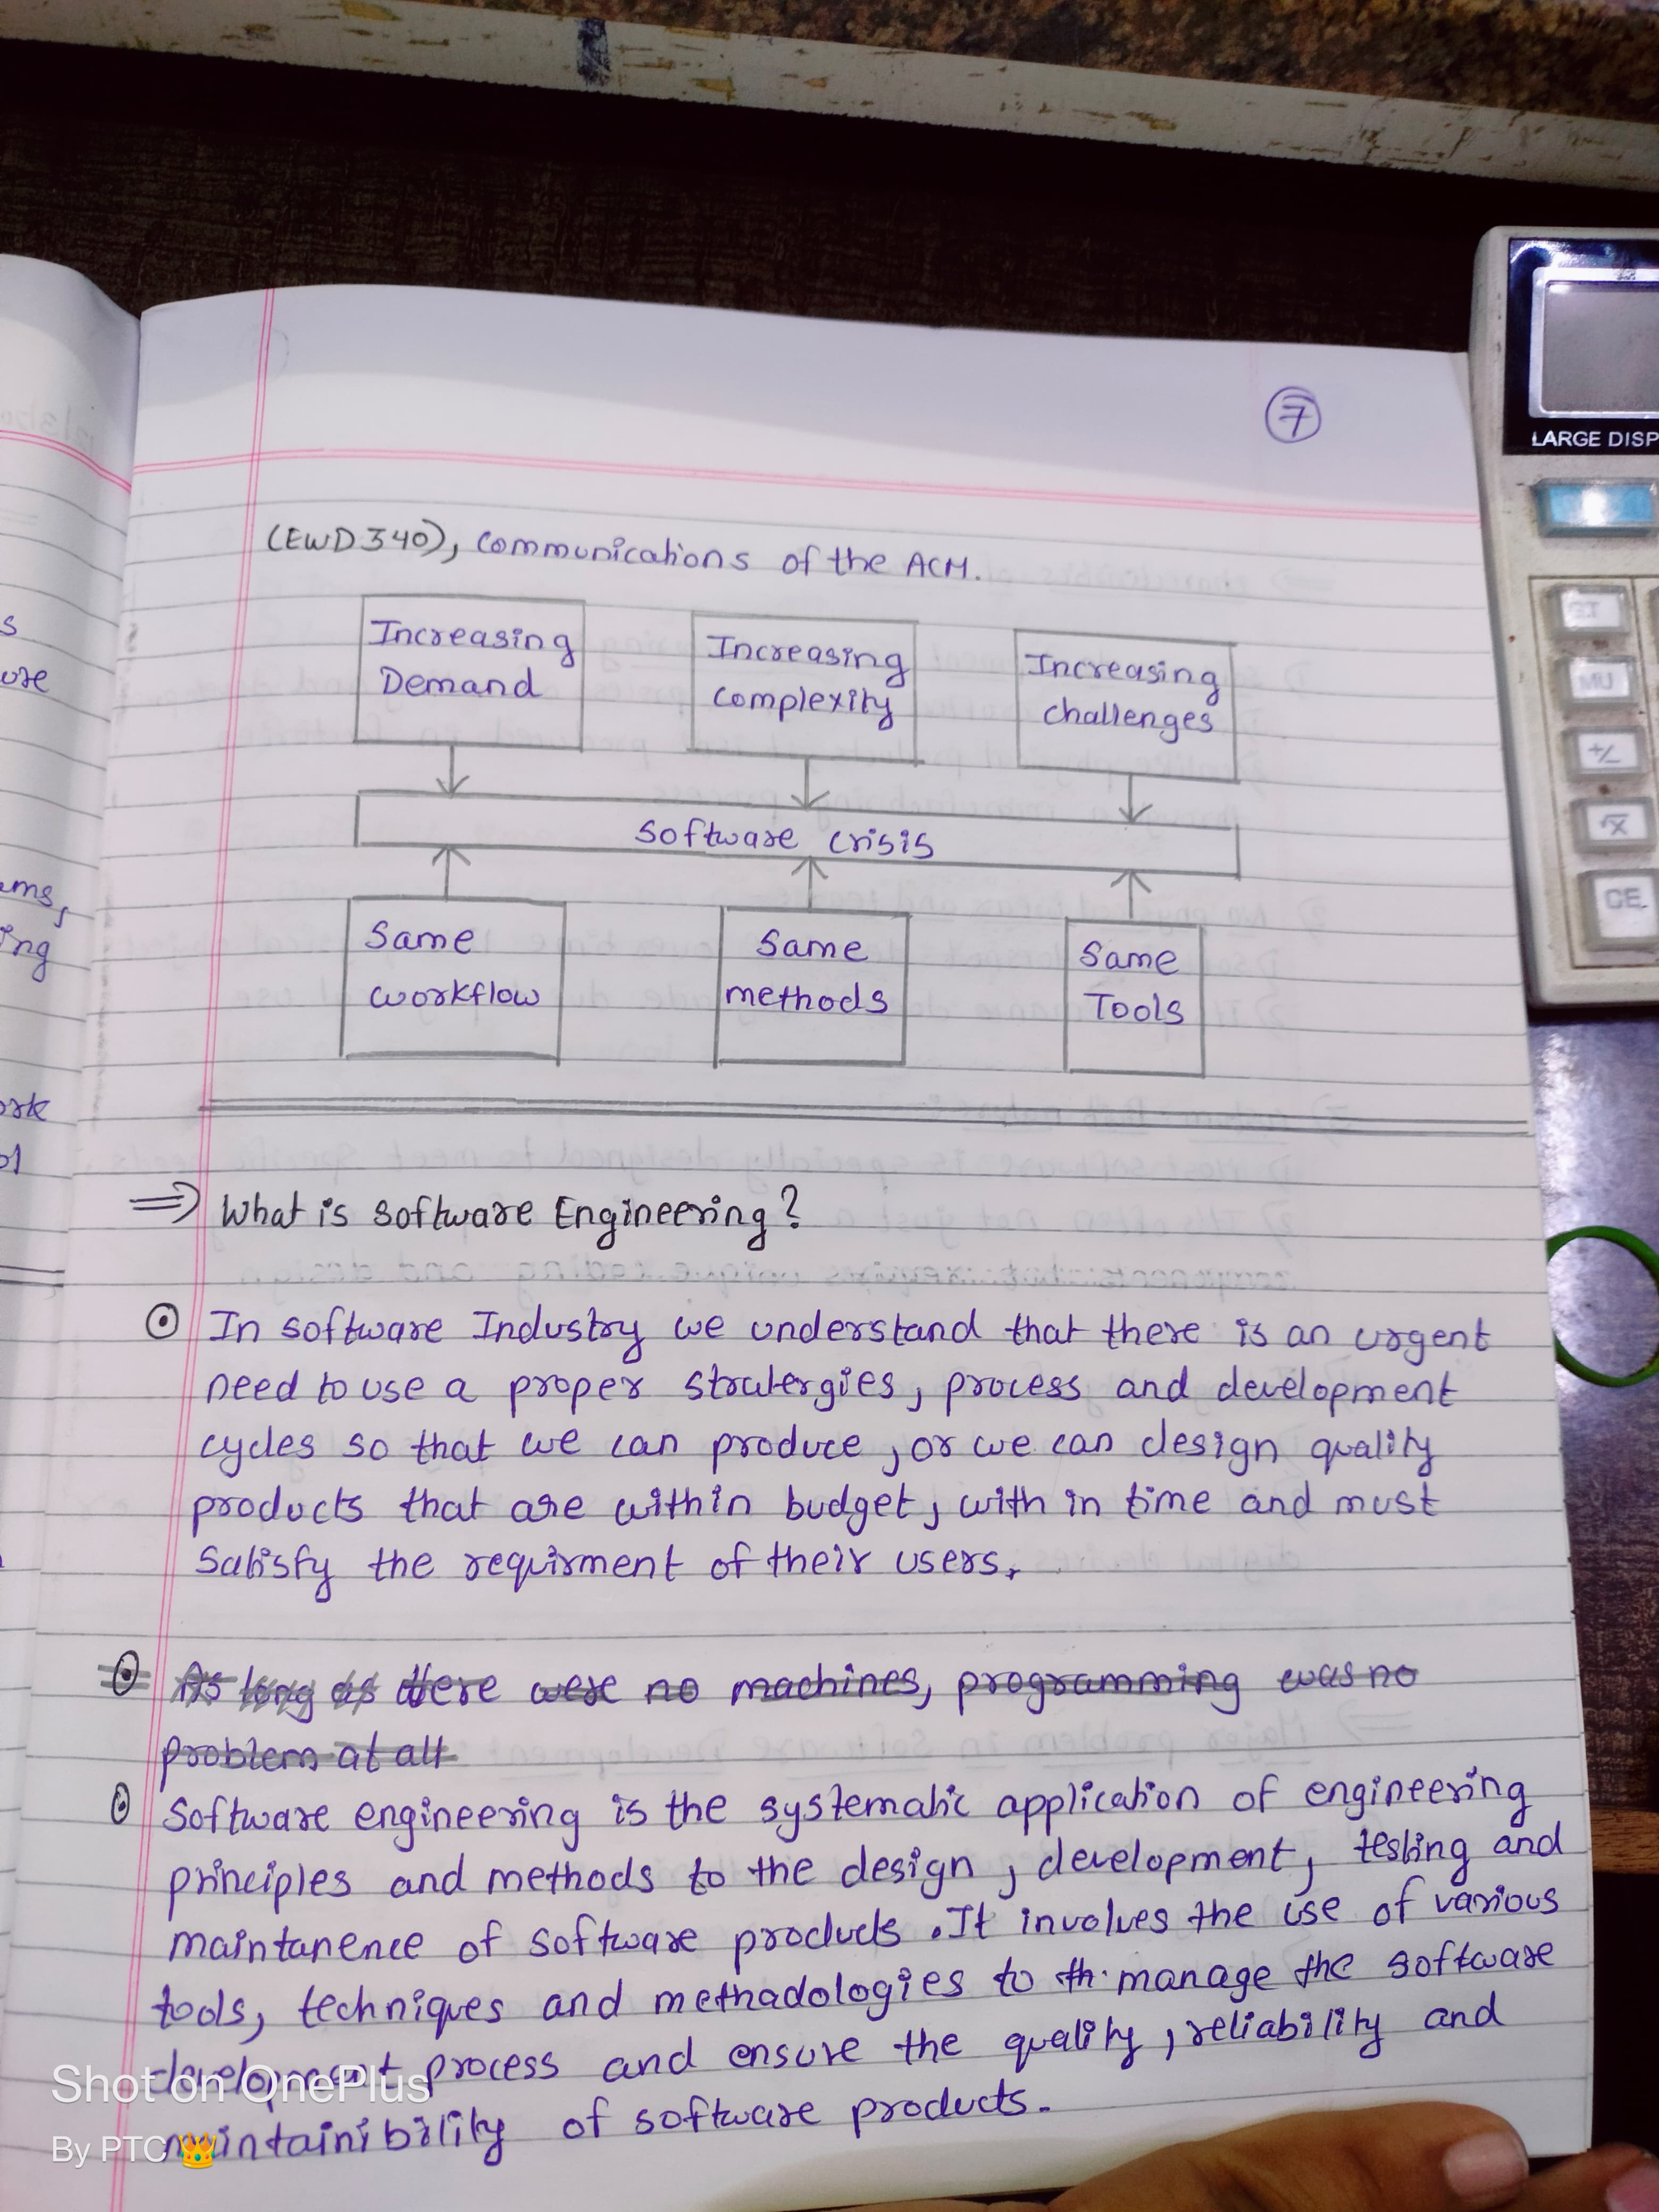 7
(EWD340), Communications of the ACM.
Increasing Demand
Increasing complexity
Increasing challenges
Software Crisis
Same workflow
Same methods
Same Tools
⇒ What is Software Engineering?
In software Industry we understand that there is an urgent
need to use a proper stratergies, process and development
cycles so that we can produce, or we can design quality
products that are within budget, with in time and must
Satisfy the requirment of their users.
As long as there were no machines, programming was no
problem at all
Software engineering is the systematic application of engineering
principles and methods to the design, development, testing and
maintanence of software products. It involves the use of various
tools, techniques and methadologies to th manage the software
development process and ensure the quality, reliability and
maintainibility of software products.
Shot on OnePlus
By PTC 👑
LARGE DISP
GT
MU
+/-
√X
CE
s
ure
ems,
ing
ork
ol